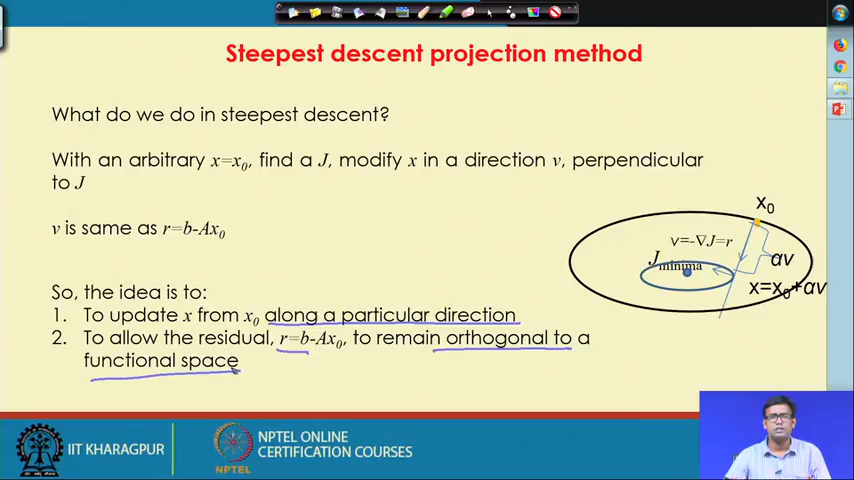 Steepest descent projection method
What do we do in steepest descent?
With an arbitrary x=x0, find a J, modify x in a direction v, perpendicular
to J
v is same as r=b-Ax0
So, the idea is to:
1. To update x from x0 along a particular direction
2. To allow the residual, r=b-Ax0, to remain orthogonal to a
functional space
x0
v=-∇J=r
Jminima
αv
x=x0+αv
IIT KHARAGPUR
NPTEL
NPTEL ONLINE
CERTIFICATION COURSES